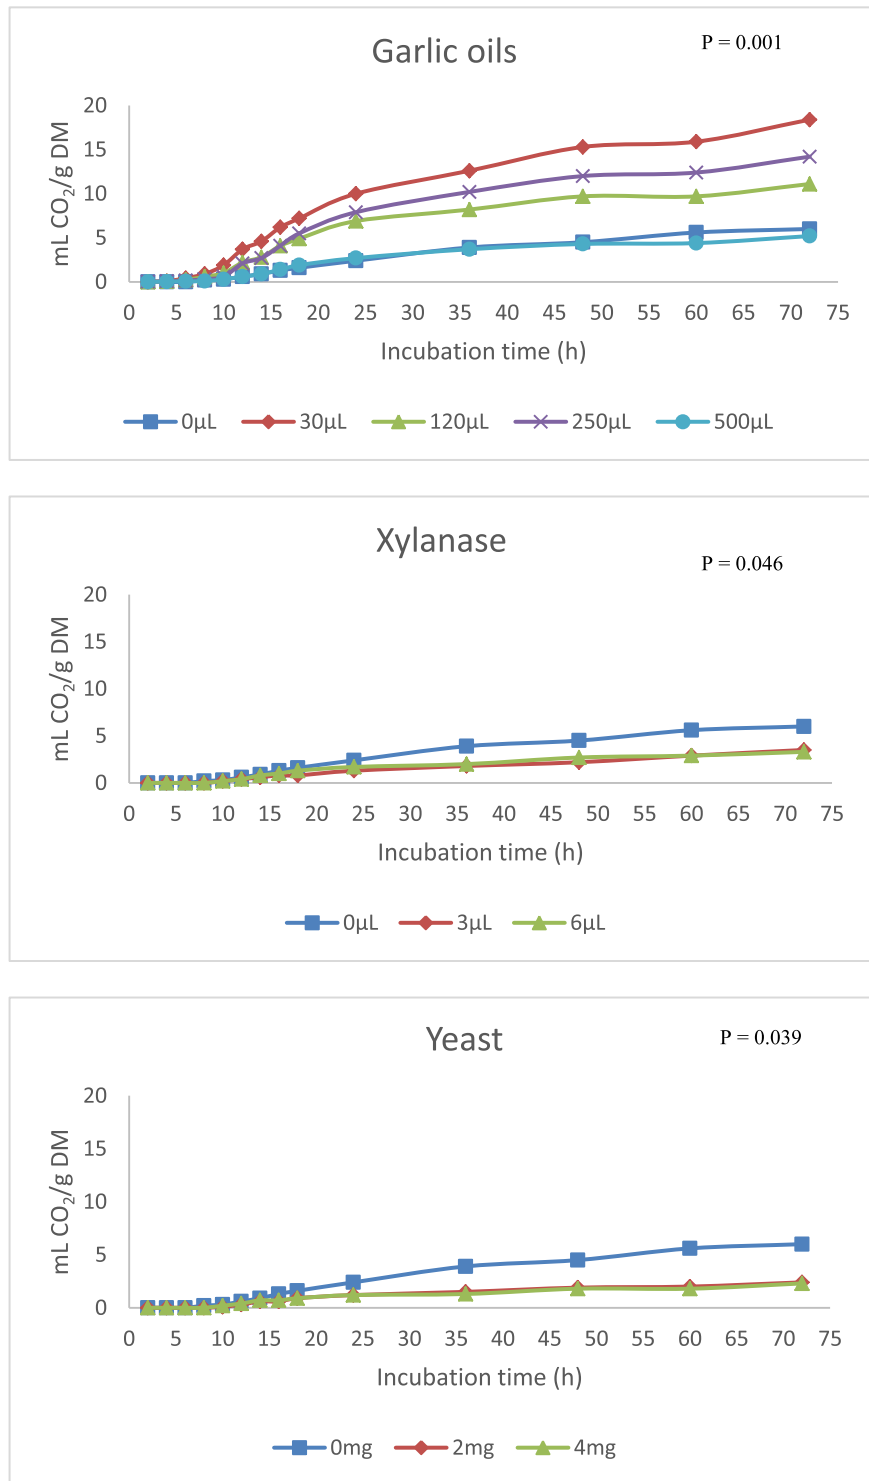 Garlic oils
P = 0.001
mL CO₂/g DM
20
15
10
5
0
0 5 10 15 20 25 30 35 40 45 50 55 60 65 70 75
Incubation time (h)
0µL 30µL 120µL 250µL 500µL
Xylanase
P = 0.046
mL CO₂/g DM
20
15
10
5
0
0 5 10 15 20 25 30 35 40 45 50 55 60 65 70 75
Incubation time (h)
0µL 3µL 6µL
Yeast
P = 0.039
mL CO₂/g DM
20
15
10
5
0
0 5 10 15 20 25 30 35 40 45 50 55 60 65 70 75
Incubation time (h)
0mg 2mg 4mg